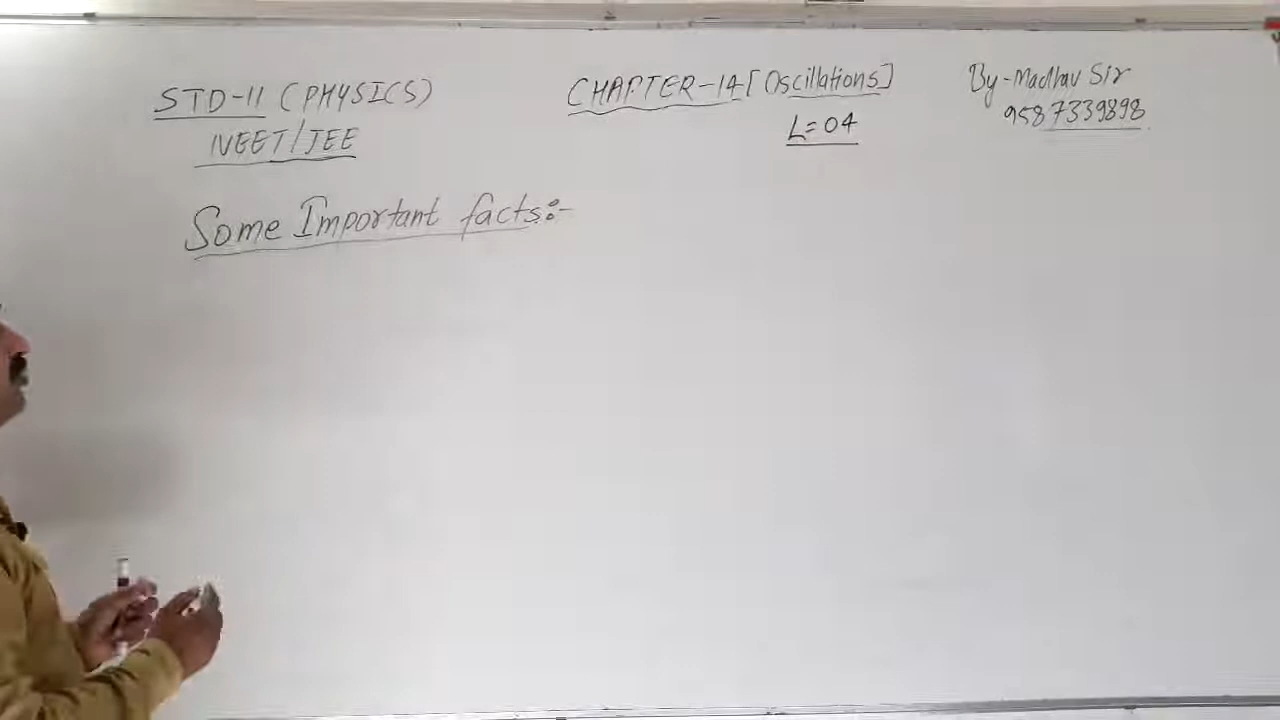 STD-11 (PHYSICS)
NEET/JEE
CHAPTER-14[Oscillations]
L=04
By-Madhav Sir
9587339898
Some Important facts:-